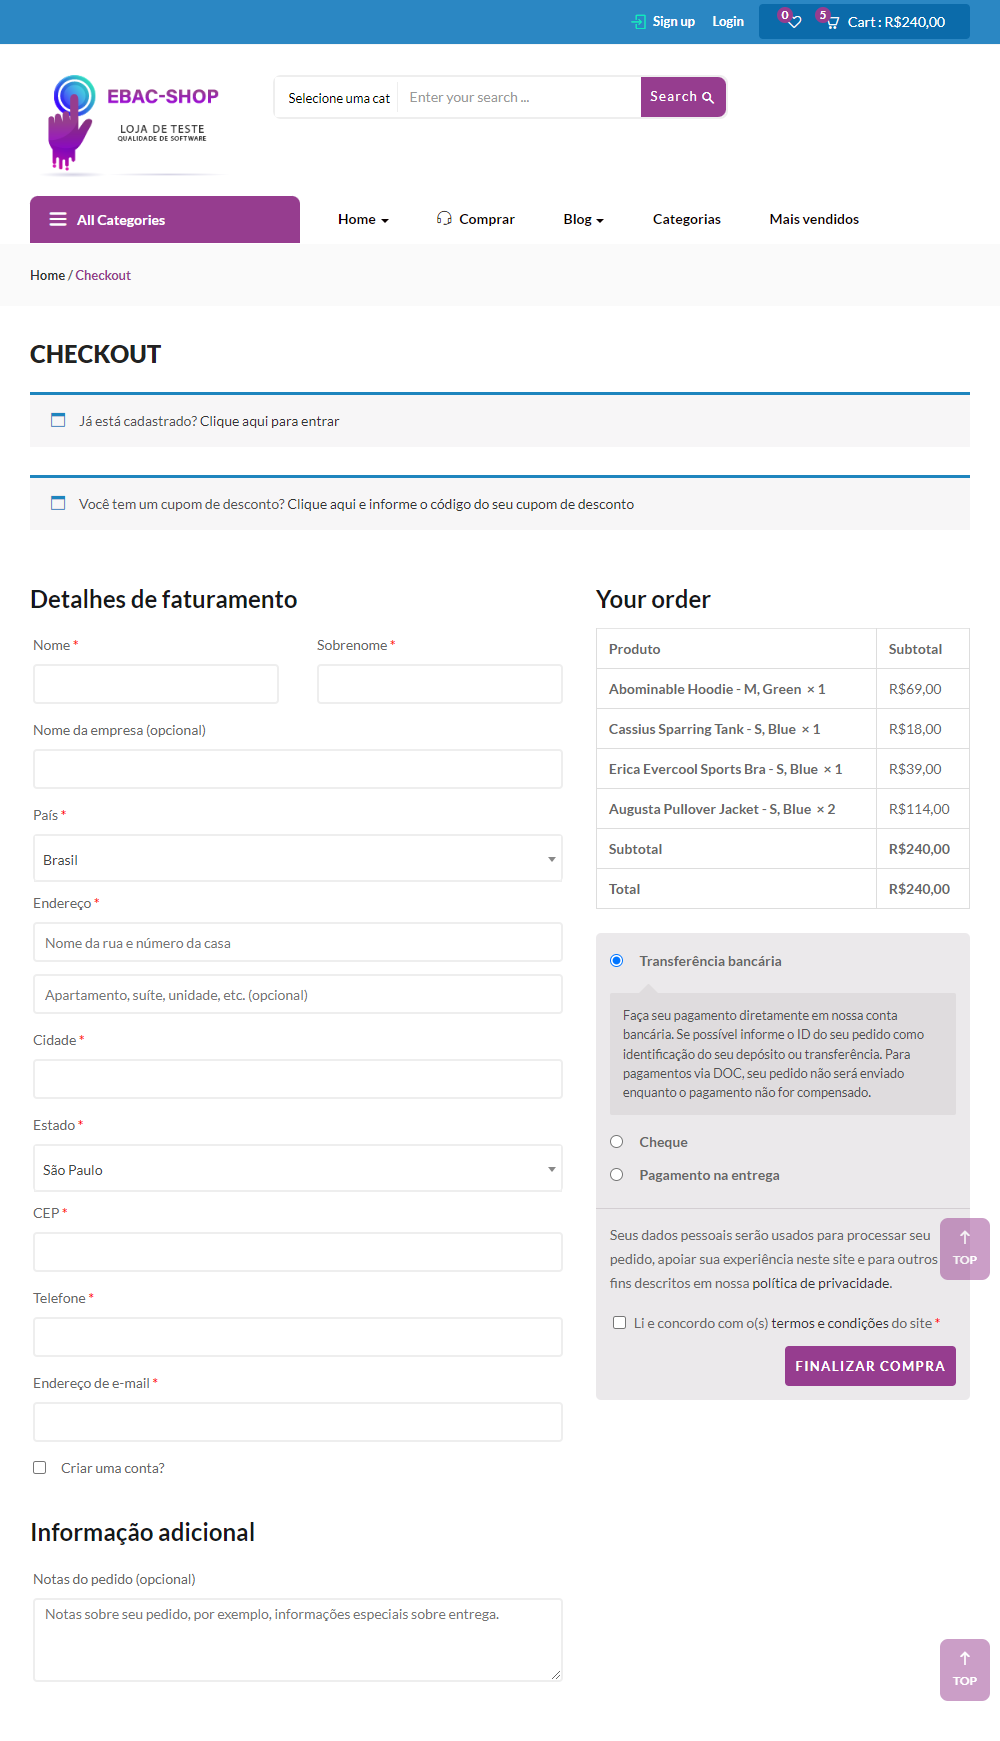 Sign up
Login
0
5
Cart : R$240,00
EBAC-SHOP
LOJA DE TESTE
QUALIDADE DE SOFTWARE
Selecione uma cat
Enter your search ...
Search
All Categories
Home
Comprar
Blog
Categorias
Mais vendidos
Home / Checkout
CHECKOUT
Já está cadastrado? Clique aqui para entrar
Você tem um cupom de desconto? Clique aqui e informe o código do seu cupom de desconto
Detalhes de faturamento
Nome *
Sobrenome *
Nome da empresa (opcional)
País *
Brasil
Endereço *
Nome da rua e número da casa
Apartamento, suíte, unidade, etc. (opcional)
Cidade *
Estado *
São Paulo
CEP *
Telefone *
Endereço de e-mail *
Criar uma conta?
Informação adicional
Notas do pedido (opcional)
Notas sobre seu pedido, por exemplo, informações especiais sobre entrega.
Your order
Produto Subtotal
Abominable Hoodie - M, Green × 1 R$69,00
Cassius Sparring Tank - S, Blue × 1 R$18,00
Erica Evercool Sports Bra - S, Blue × 1 R$39,00
Augusta Pullover Jacket - S, Blue × 2 R$114,00
Subtotal R$240,00
Total R$240,00
Transferência bancária
Faça seu pagamento diretamente em nossa conta
bancária. Se possível informe o ID do seu pedido como
identificação do seu depósito ou transferência. Para
pagamentos via DOC, seu pedido não será enviado
enquanto o pagamento não for compensado.
Cheque
Pagamento na entrega
Seus dados pessoais serão usados para processar seu
pedido, apoiar sua experiência neste site e para outros
fins descritos em nossa política de privacidade.
Li e concordo com o(s) termos e condições do site *
FINALIZAR COMPRA
TOP
TOP